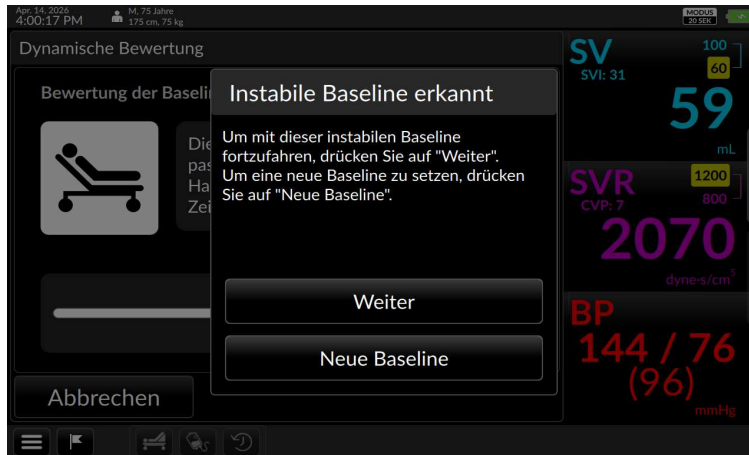 Apr. 14, 2026
4:00:17 PM
M, 75 Jahre
175 cm, 75 kg
MODUS
20 SEK
Dynamische Bewertung
Bewertung der
Die
Ha
Instabile Baseline erkannt
Um mit dieser instabilen Baseline
fortzufahren, drücken Sie auf "Weiter".
Um eine neue Baseline zu setzen, drücken
Sie auf "Neue Baseline".
Weiter
Neue Baseline
Abbrechen
SV
SVI: 31
100
60
59
mL
SVR
CVP: 7
1200
800
2070
dyne·s/cm⁵
BP
144 / 76
(96)
mmHg